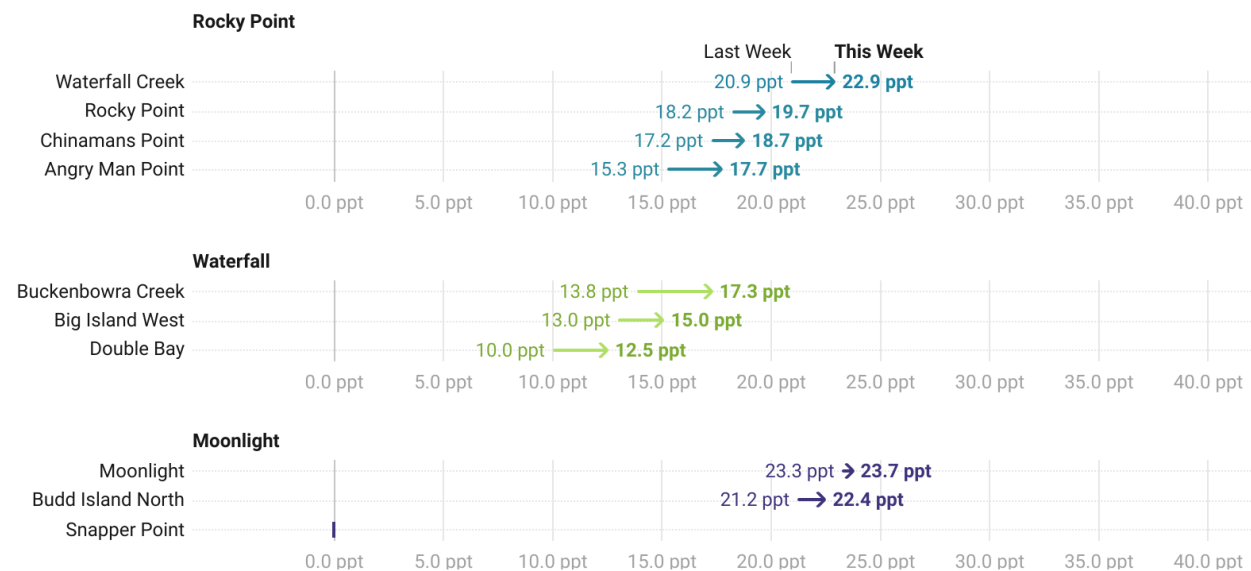 Rocky Point
Last Week This Week
Waterfall Creek 20.9 ppt 22.9 ppt
Rocky Point 18.2 ppt 19.7 ppt
Chinamans Point 17.2 ppt 18.7 ppt
Angry Man Point 15.3 ppt 17.7 ppt
0.0 ppt 5.0 ppt 10.0 ppt 15.0 ppt 20.0 ppt 25.0 ppt 30.0 ppt 35.0 ppt 40.0 ppt
Waterfall
Buckenbowra Creek 13.8 ppt 17.3 ppt
Big Island West 13.0 ppt 15.0 ppt
Double Bay 10.0 ppt 12.5 ppt
0.0 ppt 5.0 ppt 10.0 ppt 15.0 ppt 20.0 ppt 25.0 ppt 30.0 ppt 35.0 ppt 40.0 ppt
Moonlight
Moonlight 23.3 ppt 23.7 ppt
Budd Island North 21.2 ppt 22.4 ppt
Snapper Point
0.0 ppt 5.0 ppt 10.0 ppt 15.0 ppt 20.0 ppt 25.0 ppt 30.0 ppt 35.0 ppt 40.0 ppt